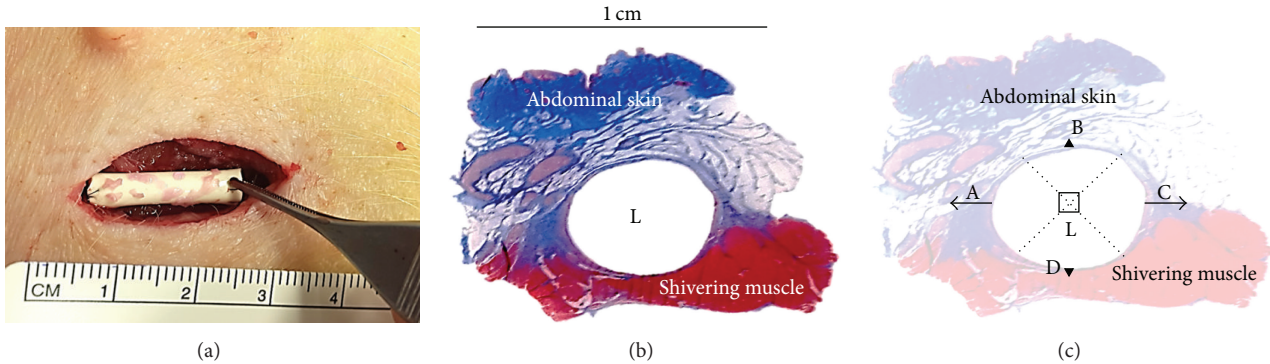 CM 1 2 3 4
(a)
1 cm
Abdominal skin
L
Shivering muscle
(b)
Abdominal skin
B
A
C
L
D
Shivering muscle
(c)